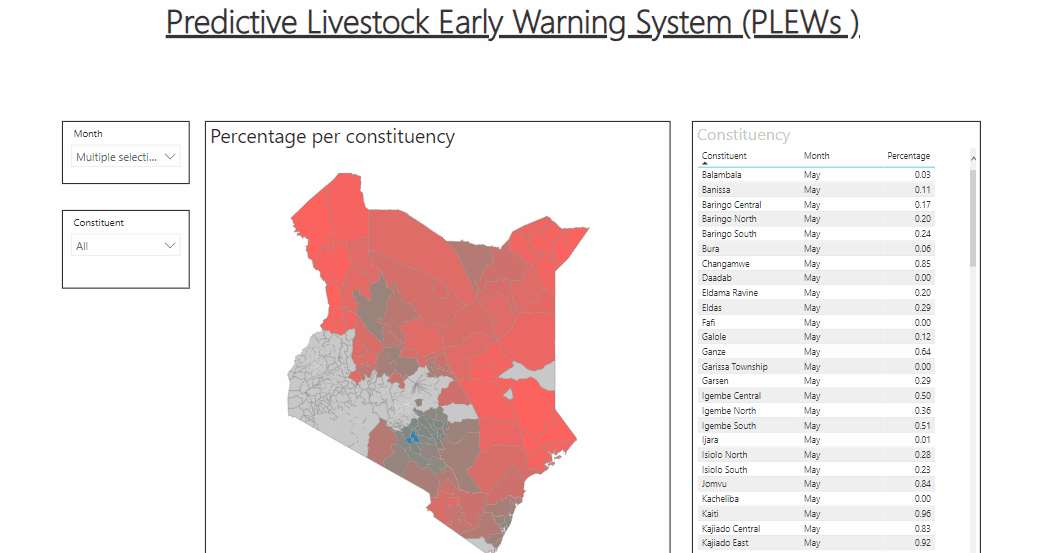 Predictive Livestock Early Warning System (PLEWs )
Month
Multiple selecti...
Constituent
All
Percentage per constituency
Constituency
Constituent Month Percentage
Balambala May 0.03
Banissa May 0.11
Baringo Central May 0.17
Baringo North May 0.20
Baringo South May 0.24
Bura May 0.06
Changamwe May 0.85
Daadab May 0.00
Eldama Ravine May 0.20
Eldas May 0.29
Fafi May 0.00
Galole May 0.12
Ganze May 0.64
Garissa Township May 0.00
Garsen May 0.29
Igembe Central May 0.50
Igembe North May 0.36
Igembe South May 0.51
Ijara May 0.01
Isiolo North May 0.28
Isiolo South May 0.23
Jomvu May 0.84
Kacheliba May 0.00
Kaiti May 0.96
Kajiado Central May 0.83
Kajiado East May 0.92